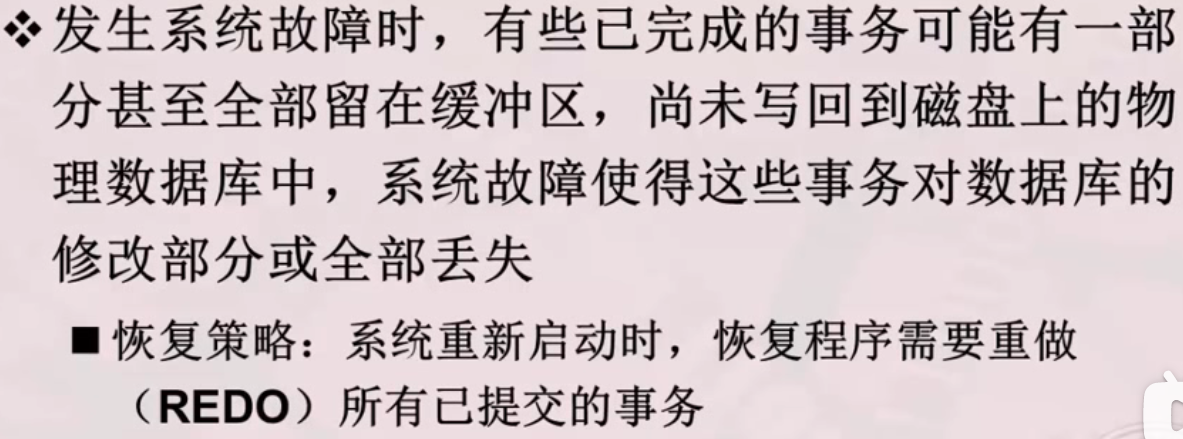 ❖发生系统故障时，有些已完成的事务可能有一部
分甚至全部留在缓冲区，尚未写回到磁盘上的物
理数据库中，系统故障使得这些事务对数据库的
修改部分或全部丢失
■恢复策略：系统重新启动时，恢复程序需要重做
（REDO）所有已提交的事务